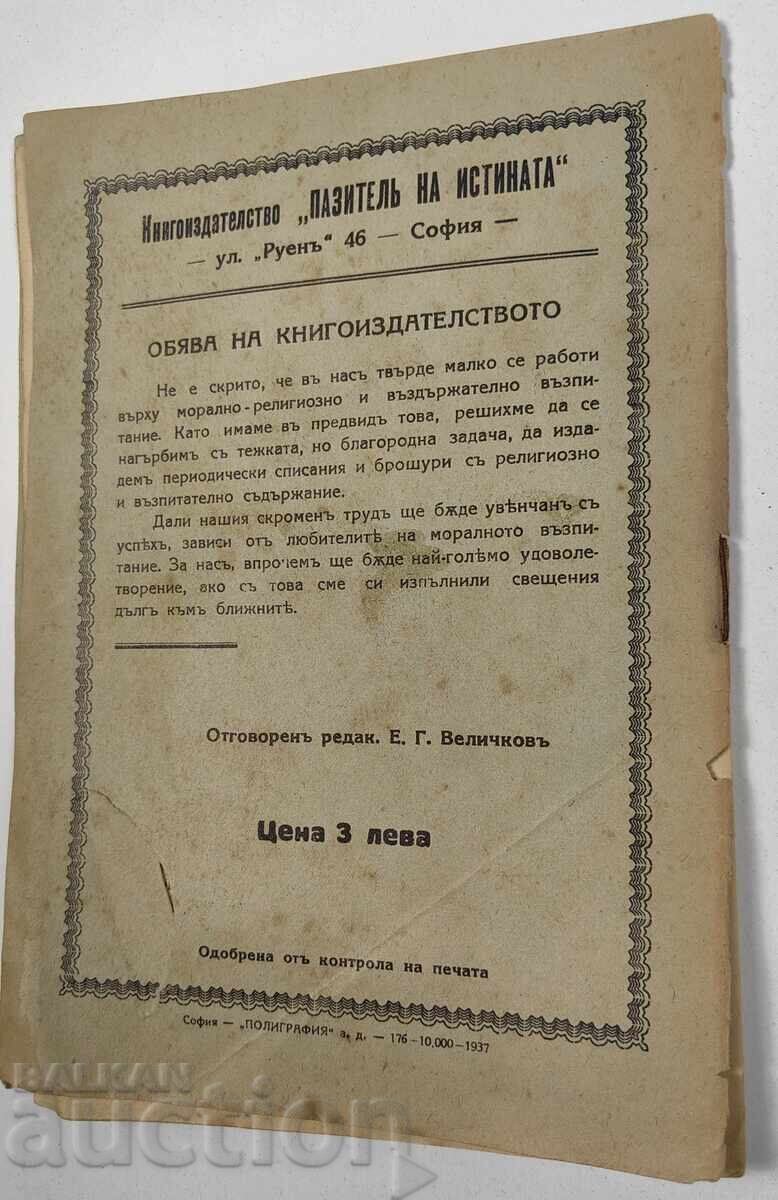 Книгоиздателство „ПАЗИТЕЛЬ НА ИСТИНАТА“
— ул. „Руенъ“ 46 — София —
ОБЯВА НА КНИГОИЗДАТЕЛСТВОТО
Не е скрито, че въ насъ твърде малко се работи
върху морално-религиозно и въздържателно възпи-
тание. Като имаме въ предвидъ това, решихме да се
нагърбимъ съ тежката, но благородна задача, да изда-
демъ периодически списания и брошури съ религиозно
и възпитателно съдържание.
Дали нашия скроменъ трудъ ще бѫде увѣнчанъ съ
успѣхъ, зависи отъ любителитѣ на моралното възпи-
тание. За насъ, впрочемъ ще бѫде най-голѣмо удовле-
творение, ако съ това сме си изпълнили свещения
дългъ къмъ ближнитѣ.
Отговоренъ редак. Е. Г. Величковъ
Цена 3 лева
Одобрена отъ контрола на печата
София — „ПОЛИГРАФИЯ“ а. д. — 176–10,000–1937
BALKAN
auction